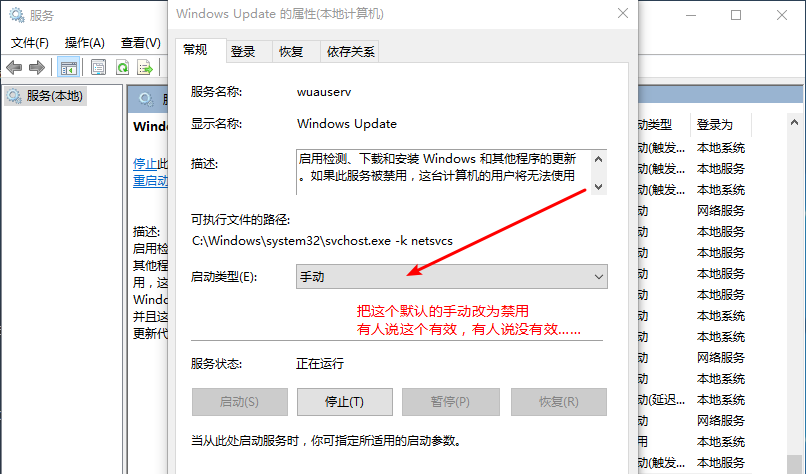 服务
Windows Update 的属性(本地计算机)
文件(F) 操作(A) 查看(V)
常规 登录 恢复 依存关系
服务(本地)
服务名称: wuauserv
显示名称: Windows Update
描述: 启用检测、下载和安装 Windows 和其他程序的更新
。如果此服务被禁用，这台计算机的用户将无法使用
可执行文件的路径:
C:\Windows\system32\svchost.exe -k netsvcs
启动类型(E): 手动
把这个默认的手动改为禁用
有人说这个有效，有人说没有效......
服务状态: 正在运行
启动(S) 停止(T) 暂停(P) 恢复(R)
当从此处启动服务时，你可指定所适用的启动参数。
Windo
停止此
重启动
描述:
启用检
其他程
用，这
Windo
并且这
更新代
动类型 登录为
动(触发... 本地系统
动(触发... 本地服务
动(触发... 本地系统
动 网络服务
动 本地服务
动 本地服务
动 本地服务
动 本地服务
动 本地系统
动 本地系统
动 网络服务
动 本地系统
动(延迟... 本地系统
动 网络服务
用 本地系统
动(触发... 本地系统